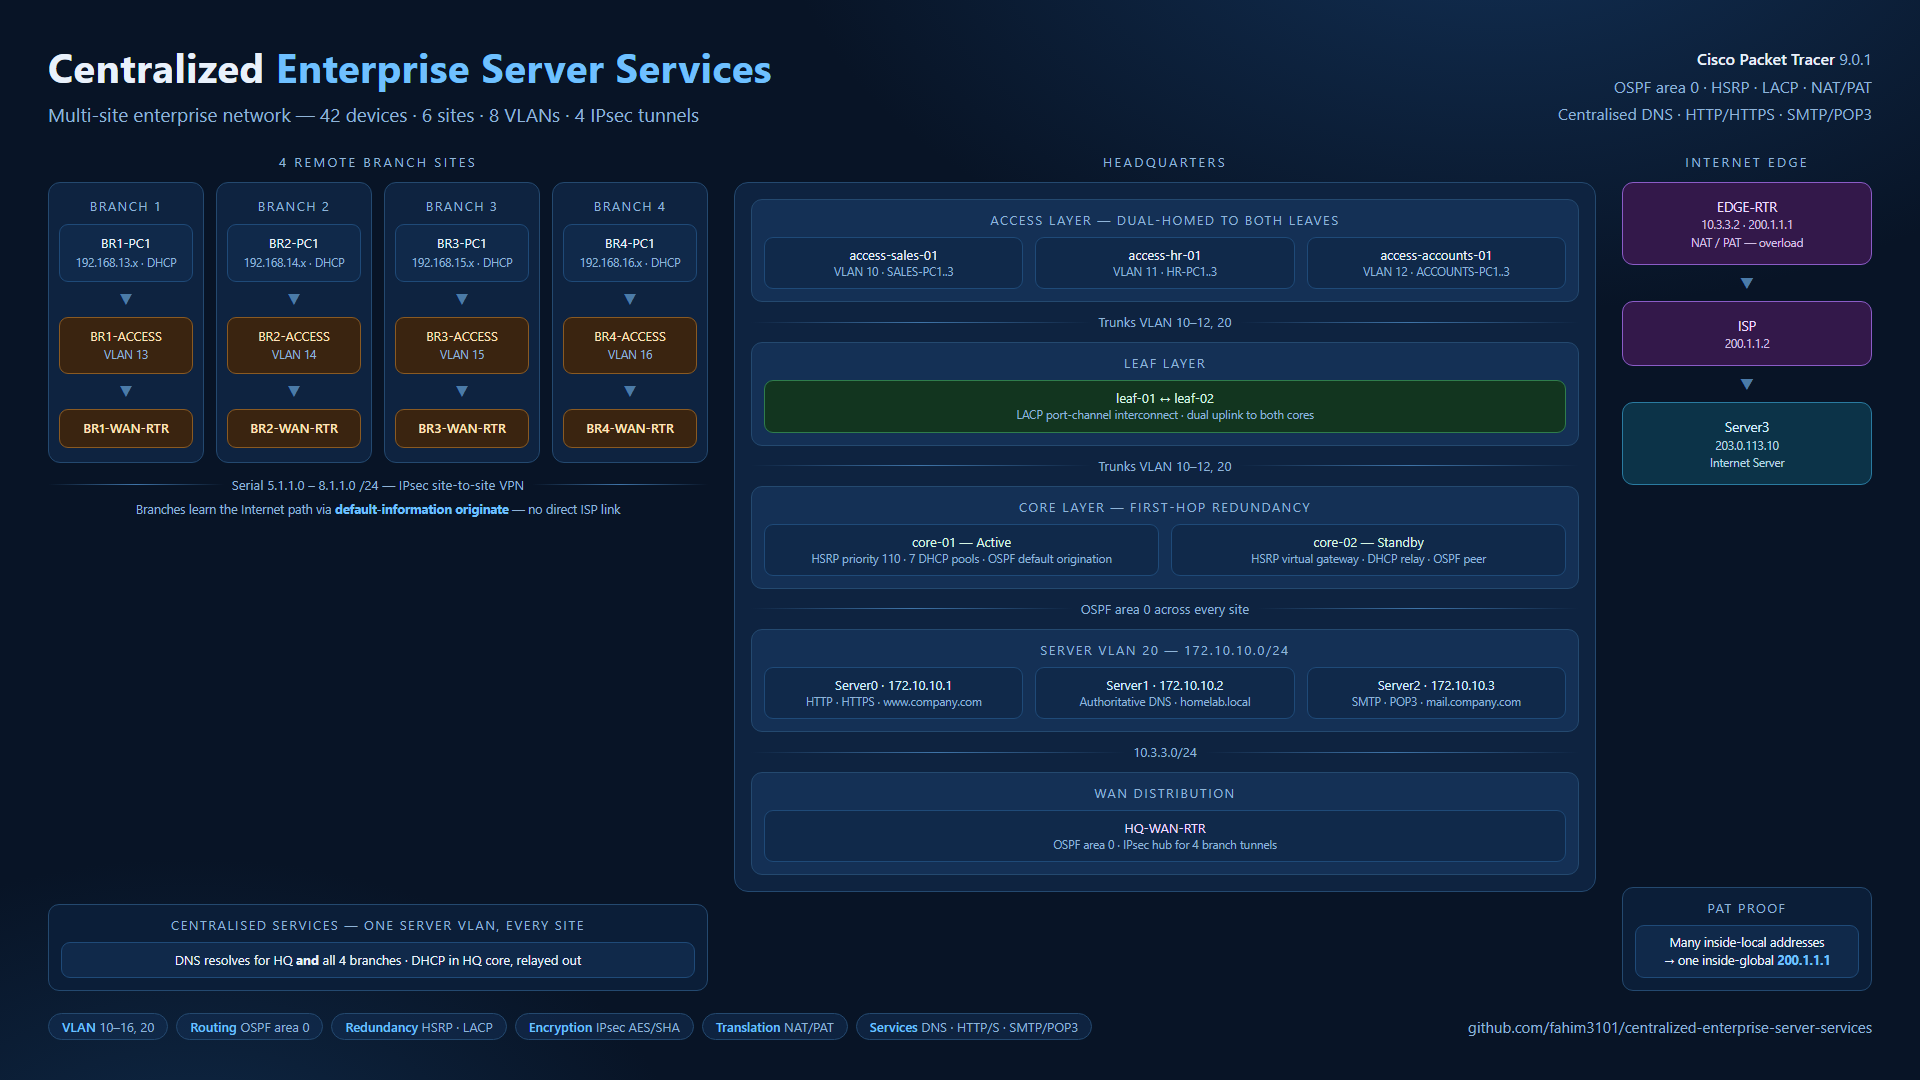 Centralized Enterprise Server Services
Multi-site enterprise network — 42 devices · 6 sites · 8 VLANs · 4 IPsec tunnels
Cisco Packet Tracer 9.0.1
OSPF area 0 · HSRP · LACP · NAT/PAT
Centralised DNS · HTTP/HTTPS · SMTP/POP3
4 REMOTE BRANCH SITES
BRANCH 1
BR1-PC1
192.168.13.x · DHCP
▼
BR1-ACCESS
VLAN 13
▼
BR1-WAN-RTR
BRANCH 2
BR2-PC1
192.168.14.x · DHCP
▼
BR2-ACCESS
VLAN 14
▼
BR2-WAN-RTR
BRANCH 3
BR3-PC1
192.168.15.x · DHCP
▼
BR3-ACCESS
VLAN 15
▼
BR3-WAN-RTR
BRANCH 4
BR4-PC1
192.168.16.x · DHCP
▼
BR4-ACCESS
VLAN 16
▼
BR4-WAN-RTR
Serial 5.1.1.0 – 8.1.1.0 /24 — IPsec site-to-site VPN
Branches learn the Internet path via default-information originate — no direct ISP link
CENTRALISED SERVICES — ONE SERVER VLAN, EVERY SITE
DNS resolves for HQ and all 4 branches · DHCP in HQ core, relayed out
HEADQUARTERS
ACCESS LAYER — DUAL-HOMED TO BOTH LEAVES
access-sales-01
VLAN 10 · SALES-PC1..3
access-hr-01
VLAN 11 · HR-PC1..3
access-accounts-01
VLAN 12 · ACCOUNTS-PC1..3
Trunks VLAN 10–12, 20
LEAF LAYER
leaf-01 ↔ leaf-02
LACP port-channel interconnect · dual uplink to both cores
Trunks VLAN 10–12, 20
CORE LAYER — FIRST-HOP REDUNDANCY
core-01 — Active
HSRP priority 110 · 7 DHCP pools · OSPF default origination
core-02 — Standby
HSRP virtual gateway · DHCP relay · OSPF peer
OSPF area 0 across every site
SERVER VLAN 20 — 172.10.10.0/24
Server0 · 172.10.10.1
HTTP · HTTPS · www.company.com
Server1 · 172.10.10.2
Authoritative DNS · homelab.local
Server2 · 172.10.10.3
SMTP · POP3 · mail.company.com
10.3.3.0/24
WAN DISTRIBUTION
HQ-WAN-RTR
OSPF area 0 · IPsec hub for 4 branch tunnels
INTERNET EDGE
EDGE-RTR
10.3.3.2 · 200.1.1.1
NAT / PAT — overload
▼
ISP
200.1.1.2
▼
Server3
203.0.113.10
Internet Server
PAT PROOF
Many inside-local addresses
→ one inside-global 200.1.1.1
VLAN 10–16, 20
Routing OSPF area 0
Redundancy HSRP · LACP
Encryption IPsec AES/SHA
Translation NAT/PAT
Services DNS · HTTP/S · SMTP/POP3
github.com/fahim3101/centralized-enterprise-server-services